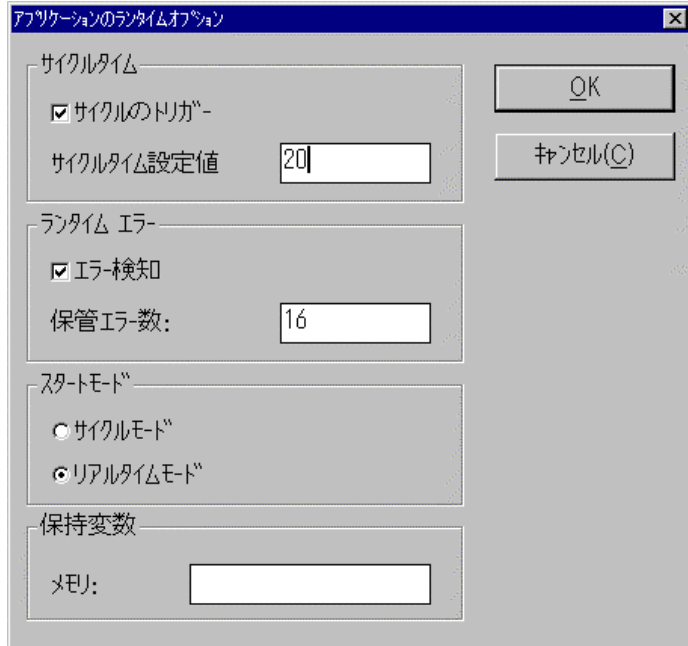 ｱﾌﾟﾘｹｰｼｮﾝのﾗﾝﾀｲﾑｵﾌﾟｼｮﾝ
ｻｲｸﾙﾀｲﾑ
ｻｲｸﾙのﾄﾘｶﾞｰ
ｻｲｸﾙﾀｲﾑ設定値 20
OK
ｷｬﾝｾﾙ(C)
ﾗﾝﾀｲﾑ ｴﾗｰ
ｴﾗｰ検知
保管ｴﾗｰ数: 16
ｽﾀｰﾄﾓｰﾄﾞ
ｻｲｸﾙﾓｰﾄﾞ
ﾘｱﾙﾀｲﾑﾓｰﾄﾞ
保持変数
ﾒﾓﾘ: